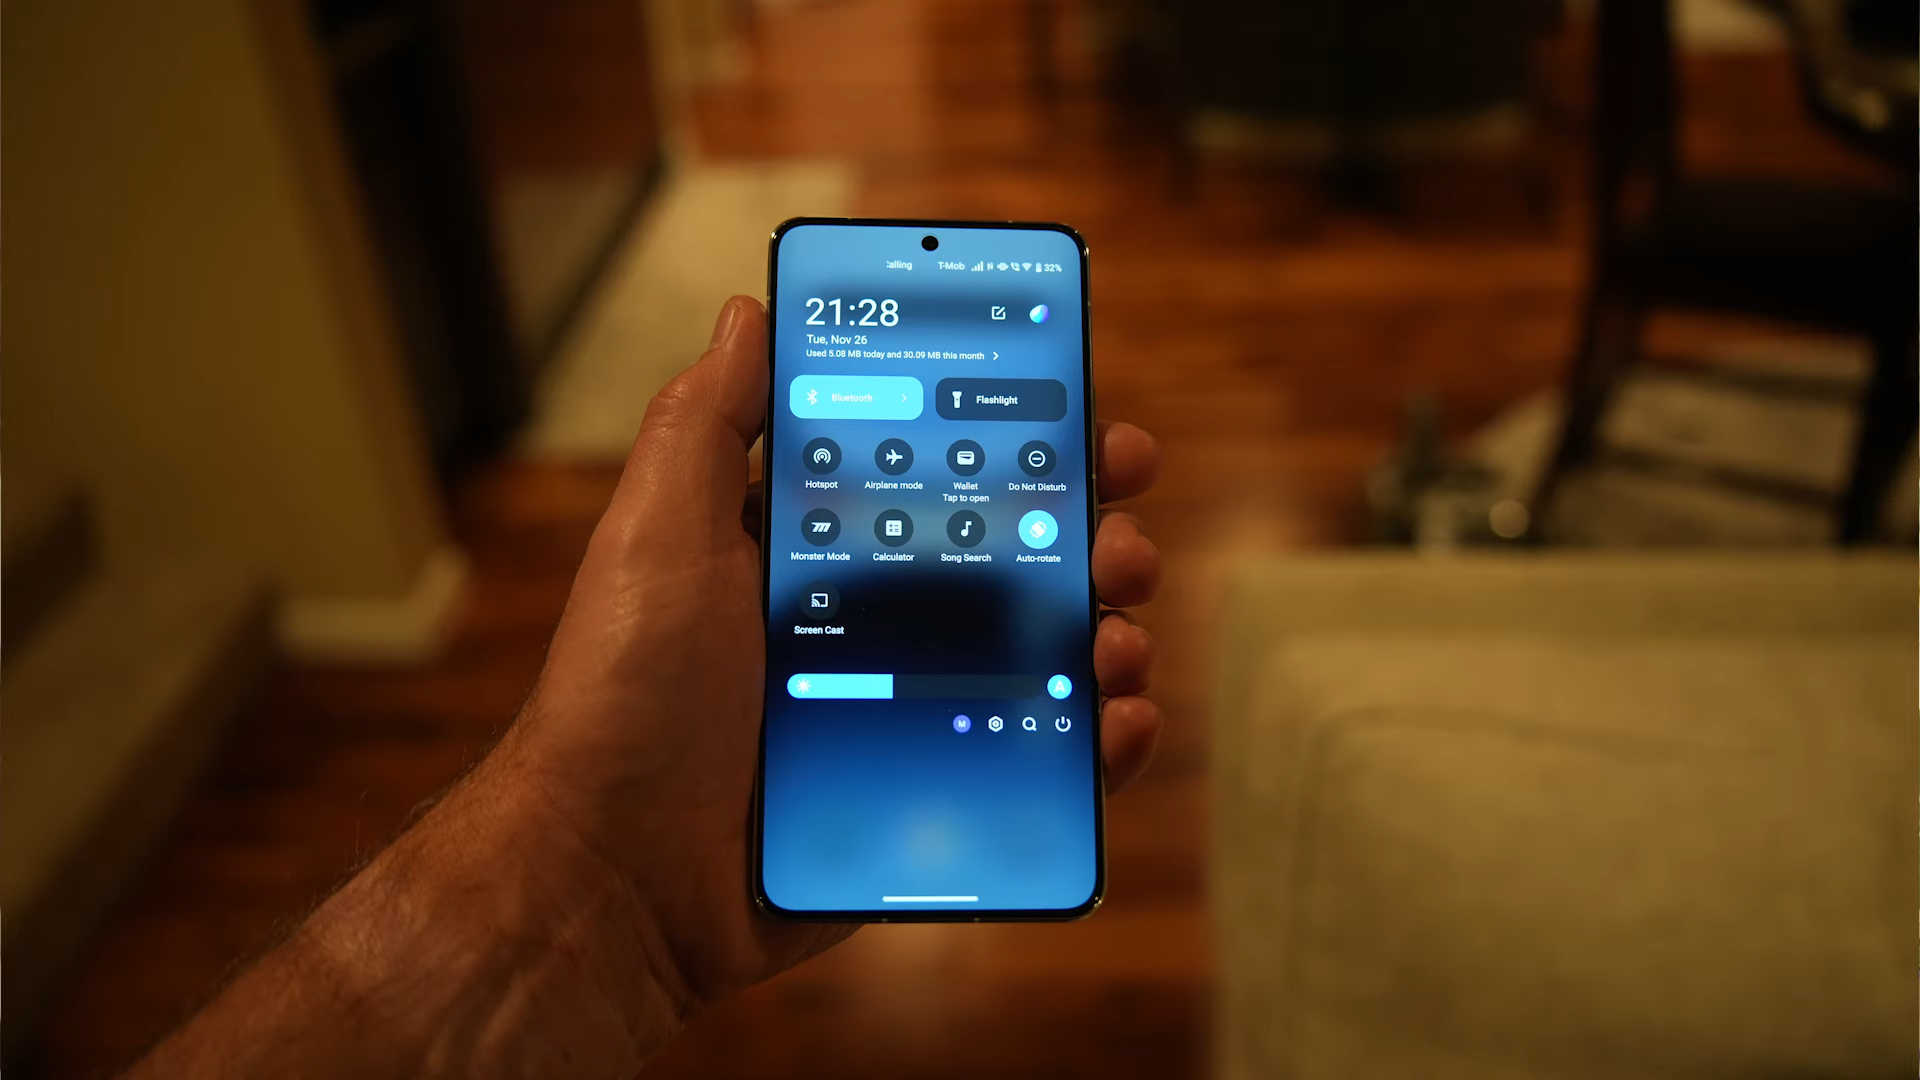 alling T-Mob 32%
21:28
Tue, Nov 26
Used 5.08 MB today and 30.09 MB this month
Bluetooth Flashlight
Hotspot Airplane mode Wallet Do Not Disturb
Tap to open
Monster Mode Calculator Song Search Auto-rotate
Screen Cast
A
M